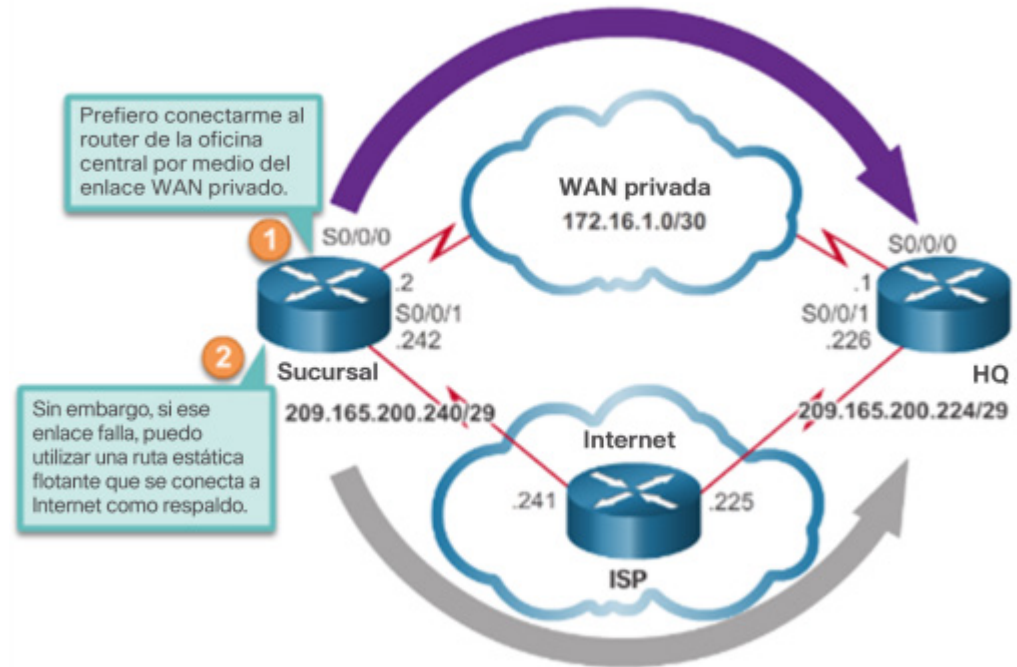 Prefiero conectarme al
router de la oficina
central por medio del
enlace WAN privado.
WAN privada
172.16.1.0/30
1
S0/0/0
S0/0/0
.2
.1
S0/0/1
.242
S0/0/1
.226
2
Sucursal
HQ
Sin embargo, si ese
enlace falla, puedo
utilizar una ruta estática
flotante que se conecta a
Internet como respaldo.
209.165.200.240/29
209.165.200.224/29
Internet
.241
.225
ISP